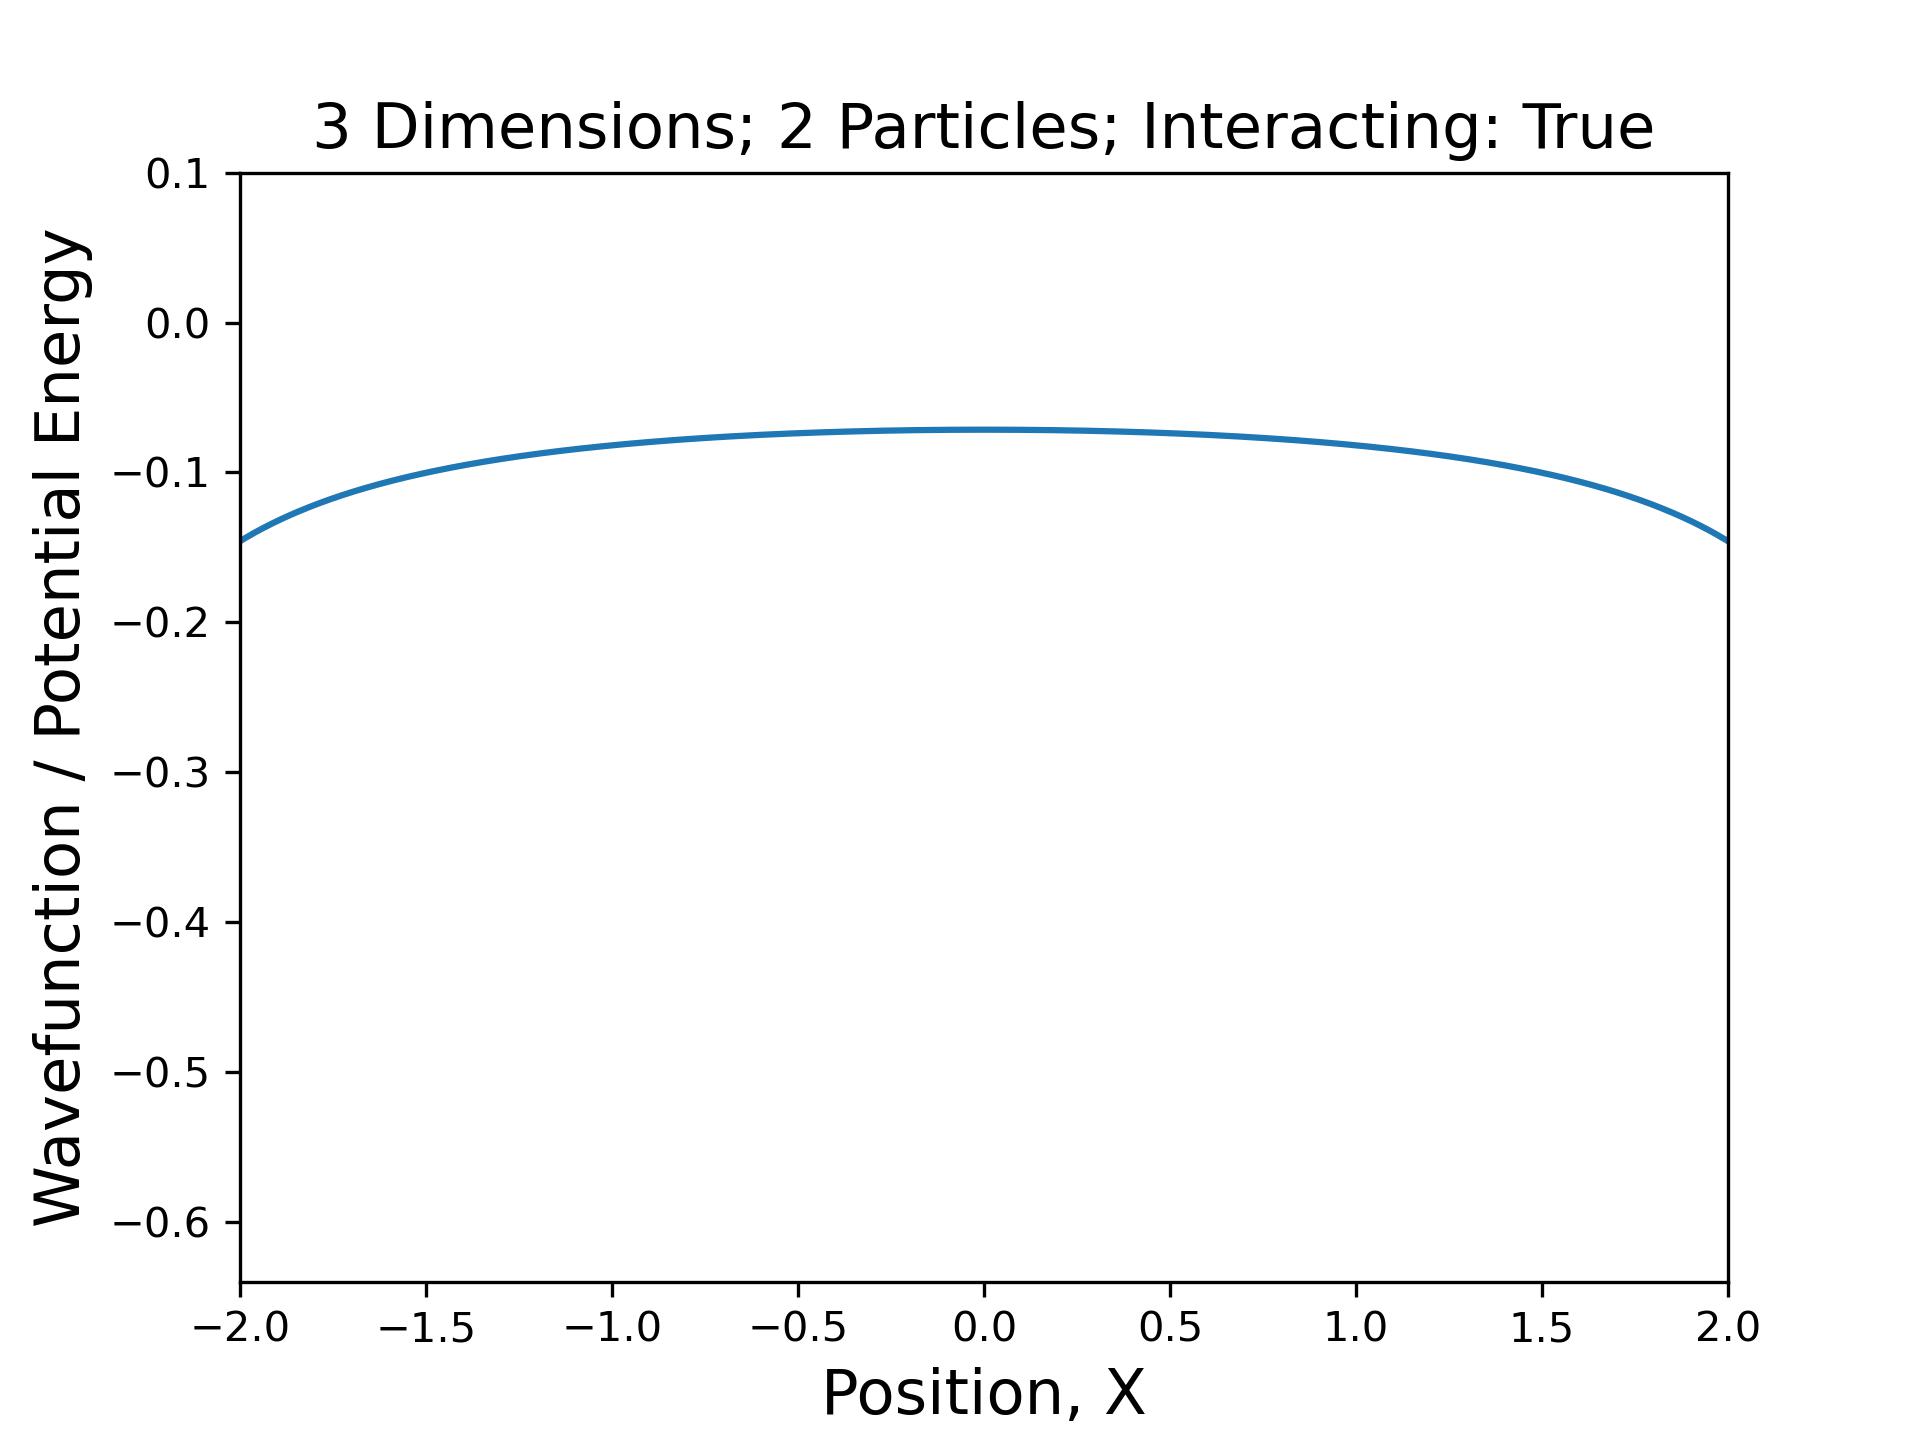 3 Dimensions; 2 Particles; Interacting: True
Wavefunction / Potential Energy
0.1
0.0
−0.1
−0.2
−0.3
−0.4
−0.5
−0.6
−2.0 −1.5 −1.0 −0.5 0.0 0.5 1.0 1.5 2.0
Position, X